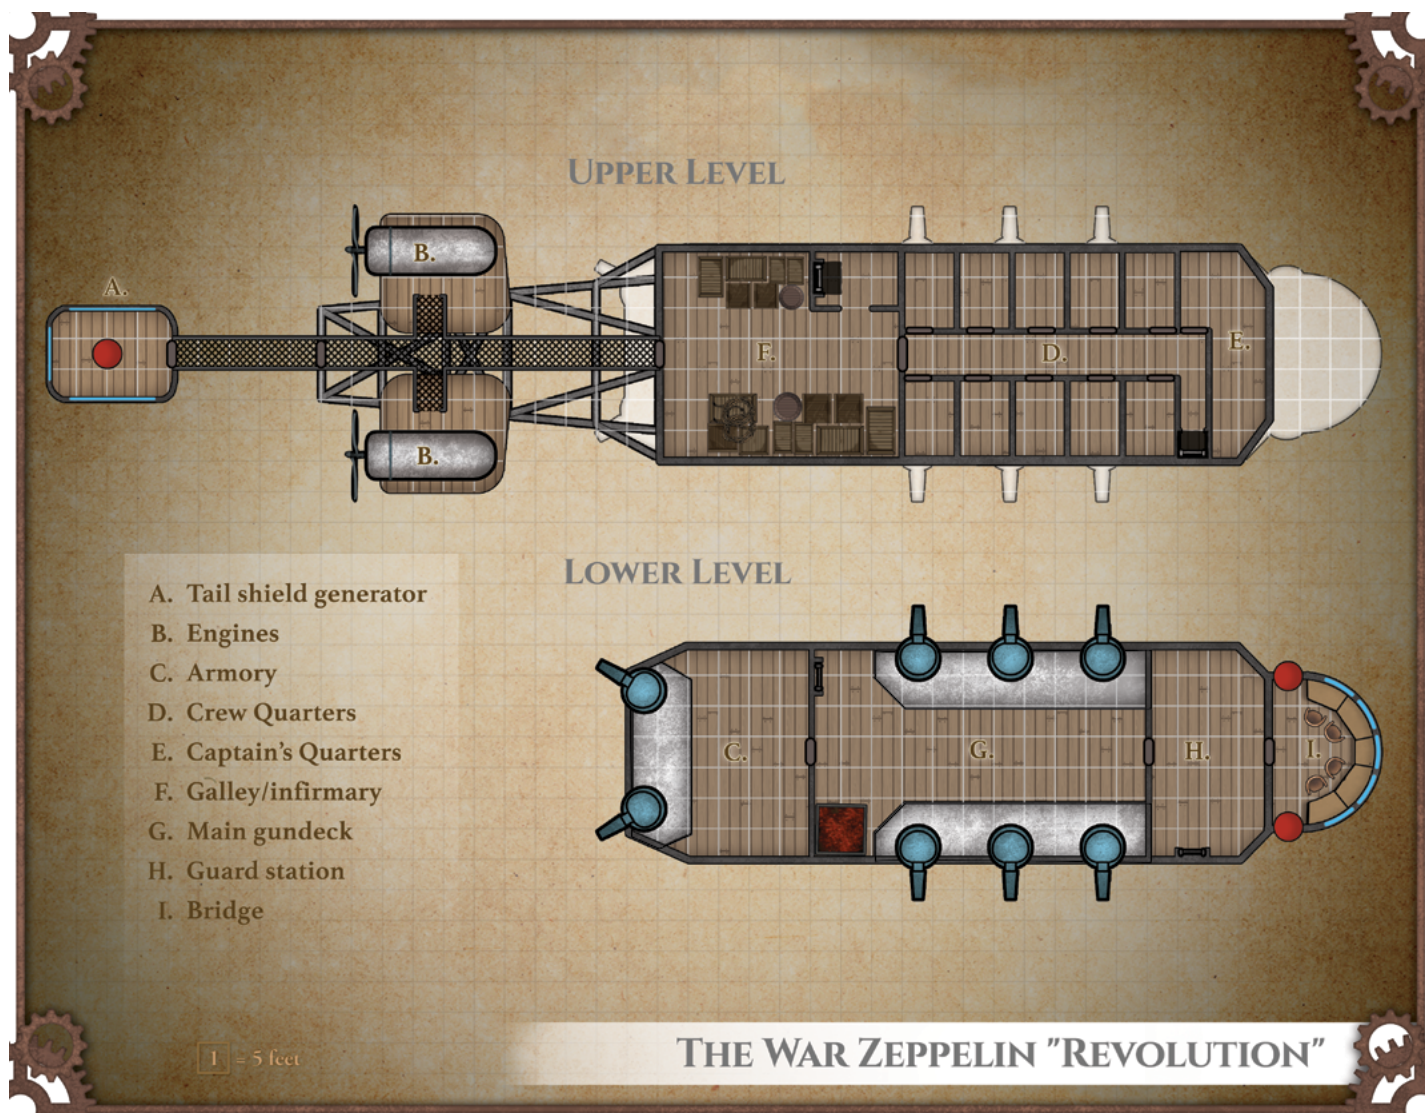 UPPER LEVEL
A.
B.
B.
F.
D.
E.
LOWER LEVEL
A. Tail shield generator
B. Engines
C. Armory
D. Crew Quarters
E. Captain's Quarters
F. Galley/infirmary
G. Main gundeck
H. Guard station
I. Bridge
C.
G.
H.
I.
1 = 5 feet
THE WAR ZEPPELIN "REVOLUTION"